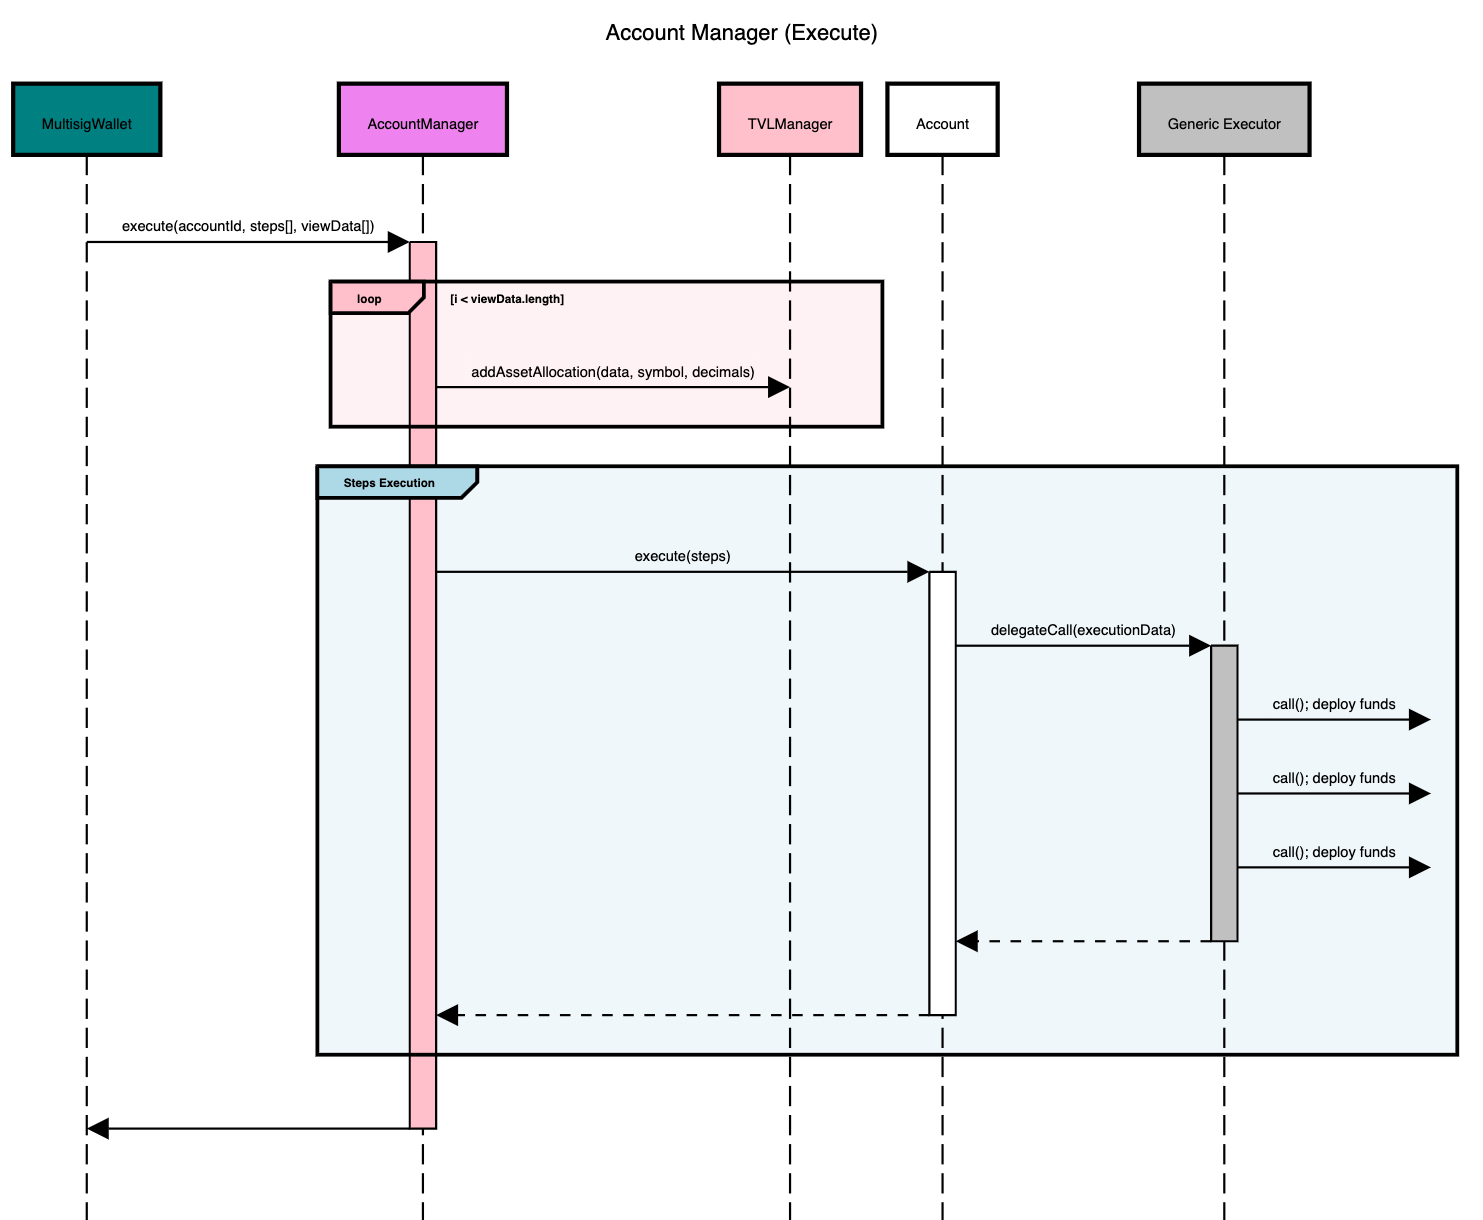 Account Manager (Execute)
MultisigWallet
AccountManager
TVLManager
Account
Generic Executor
execute(accountId, steps[], viewData[])
loop
[i < viewData.length]
addAssetAllocation(data, symbol, decimals)
Steps Execution
execute(steps)
delegateCall(executionData)
call(); deploy funds
call(); deploy funds
call(); deploy funds